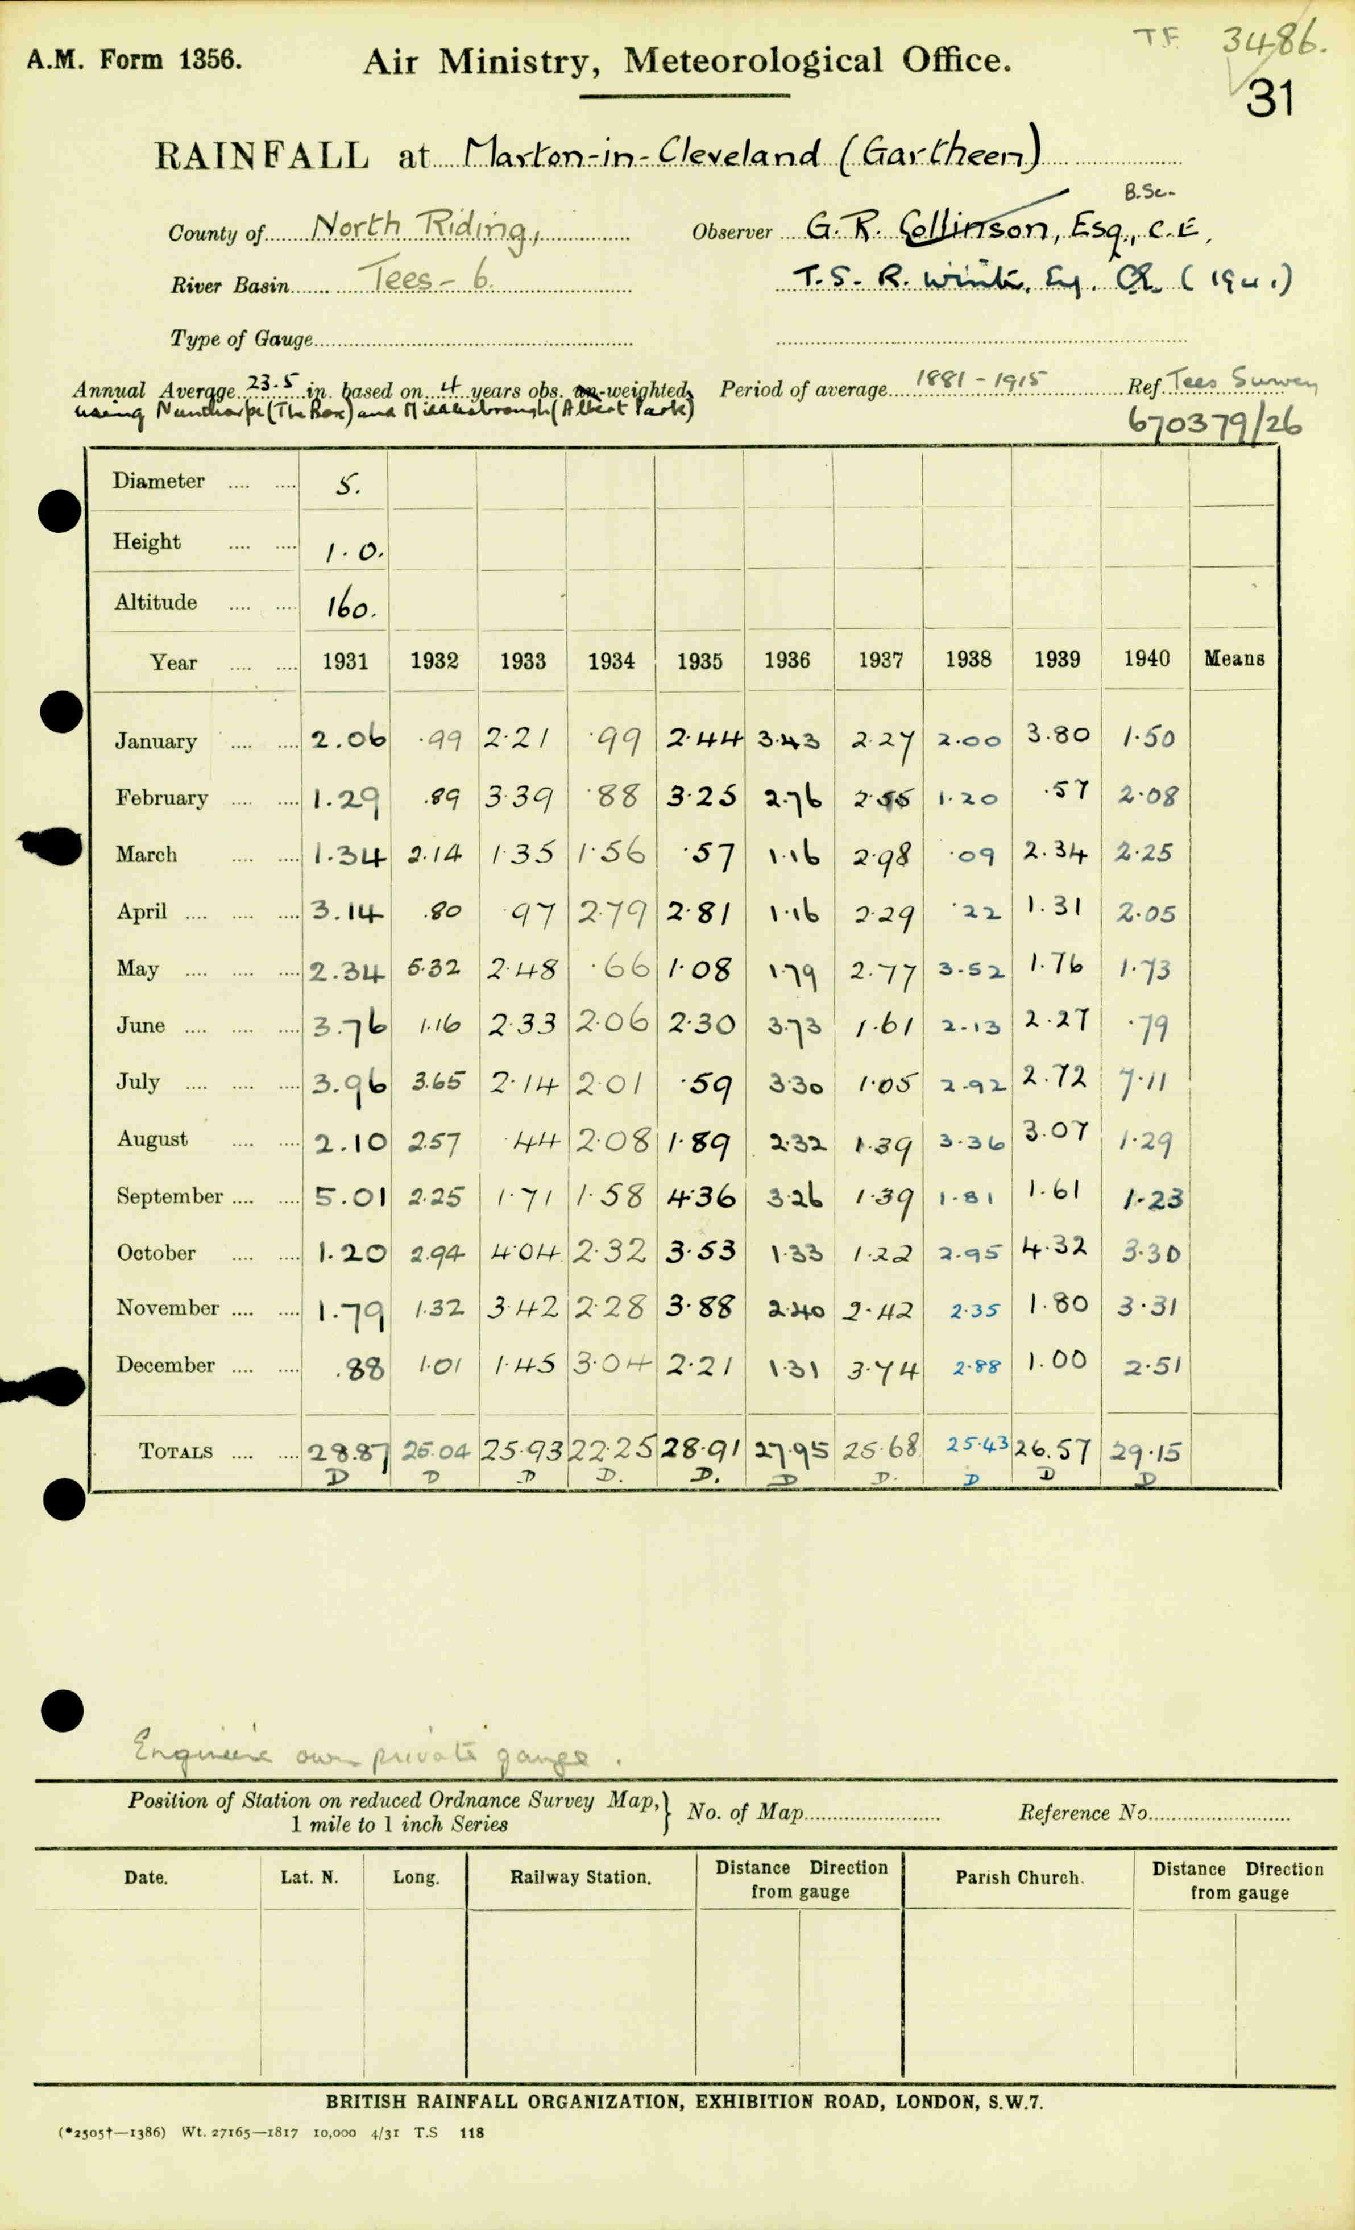 T F 3486.
A.M. Form 1356. Air Ministry, Meteorological Office.
31
RAINFALL at Marton-in-Cleveland (Gartheen)
B.Sc.
County of North Riding, Observer G. R. Collinson, Esq., C.E,
River Basin Tees - 6. T. S. R. Esq.
Type of Gauge
Annual Average 23.5 in. based on 4 years obs. un-weighted, Period of average 1881 - 1915 Ref. Tees Survey
using Nunthorpe (The Rox) and Middlesbrough (Albert Park)
670379/26
Diameter 5.
Height 1.0.
Altitude 160.
Year 1931 1932 1933 1934 1935 1936 1937 1938 1939 1940 Means
January 2.06 .99 2.21 .99 2.44 3.43 2.27 2.00 3.80 1.50
February 1.29 .89 3.39 .88 3.25 2.76 2.55 1.20 .57 2.08
March 1.34 2.14 1.35 1.56 .57 1.16 2.98 .09 2.34 2.25
April 3.14 .80 .97 2.79 2.81 1.16 2.29 .22 1.31 2.05
May 2.34 5.32 2.48 .66 1.08 1.79 2.77 3.52 1.76 1.73
June 3.76 1.16 2.33 2.06 2.30 3.73 1.61 2.13 2.27 .79
July 3.96 3.65 2.14 2.01 .59 3.30 1.05 2.92 2.72 7.11
August 2.10 2.57 .44 2.08 1.89 2.32 1.39 3.36 3.07 1.29
September 5.01 2.25 1.71 1.58 4.36 3.26 1.39 1.81 1.61 1.23
October 1.20 2.94 4.04 2.32 3.53 1.33 1.22 2.95 4.32 3.30
November 1.79 1.32 3.42 2.28 3.88 2.40 2.42 2.35 1.80 3.31
December .88 1.01 1.45 3.04 2.21 1.31 3.74 2.88 1.00 2.51
TOTALS 28.87 25.04 25.93 22.25 28.91 27.95 25.68 25.43 26.57 29.15
D D D D. D. D D. D D D
own private gauge.
Position of Station on reduced Ordnance Survey Map, } No. of Map Reference No.
1 mile to 1 inch Series
Date. Lat. N. Long. Railway Station. Distance Direction from gauge Parish Church. Distance Direction from gauge
BRITISH RAINFALL ORGANIZATION, EXHIBITION ROAD, LONDON, S.W.7.
(*2505†—1386) Wt. 27165—1817 10,000 4/31 T.S 118